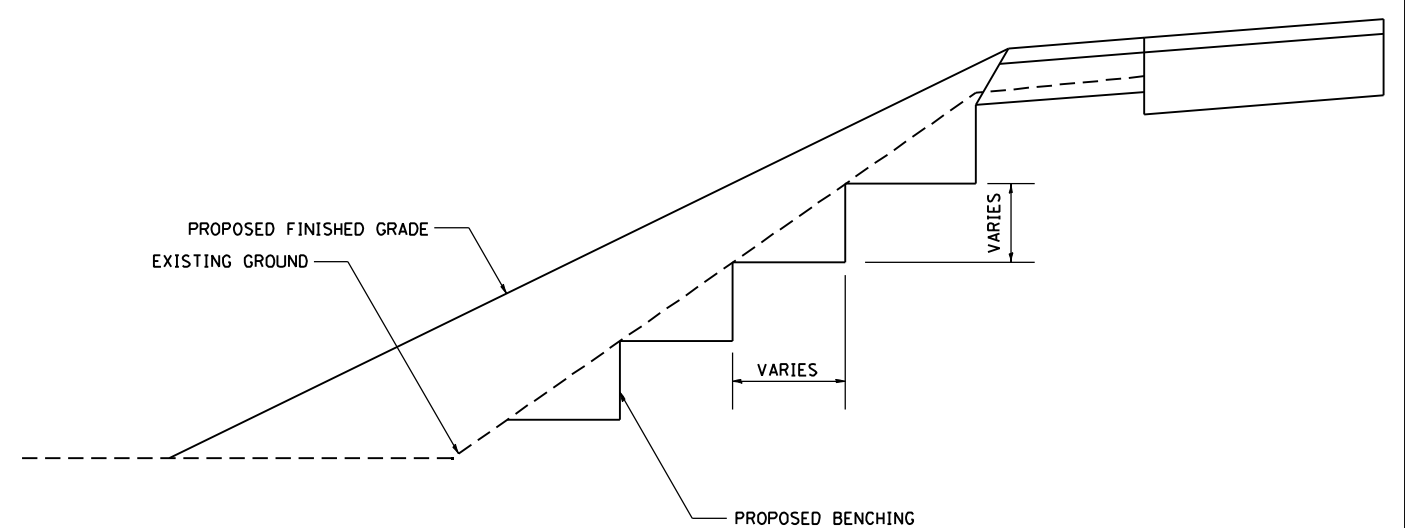 PROPOSED FINISHED GRADE
EXISTING GROUND
VARIES
VARIES
PROPOSED BENCHING